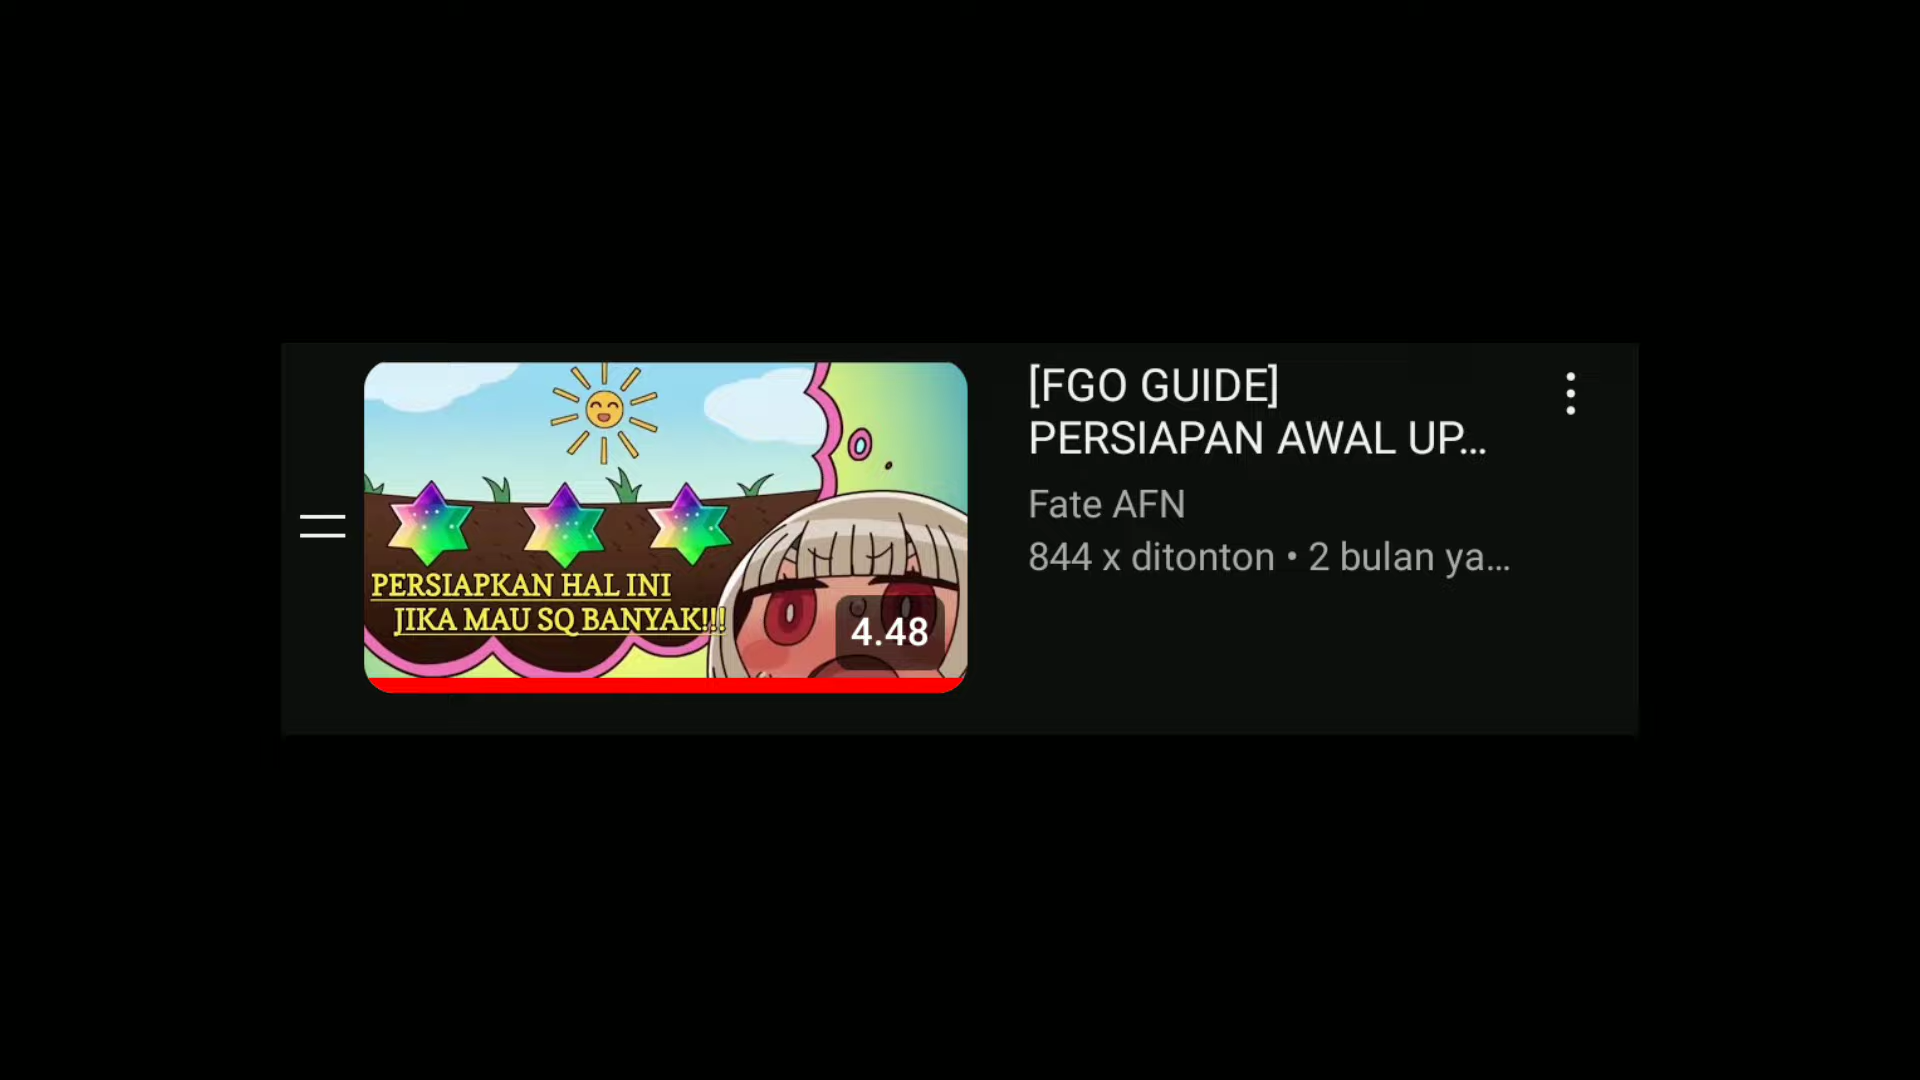 PERSIAPKAN HAL INI
JIKA MAU SQ BANYAK!!!
4.48
[FGO GUIDE]
PERSIAPAN AWAL UP...
Fate AFN
844 x ditonton • 2 bulan ya...